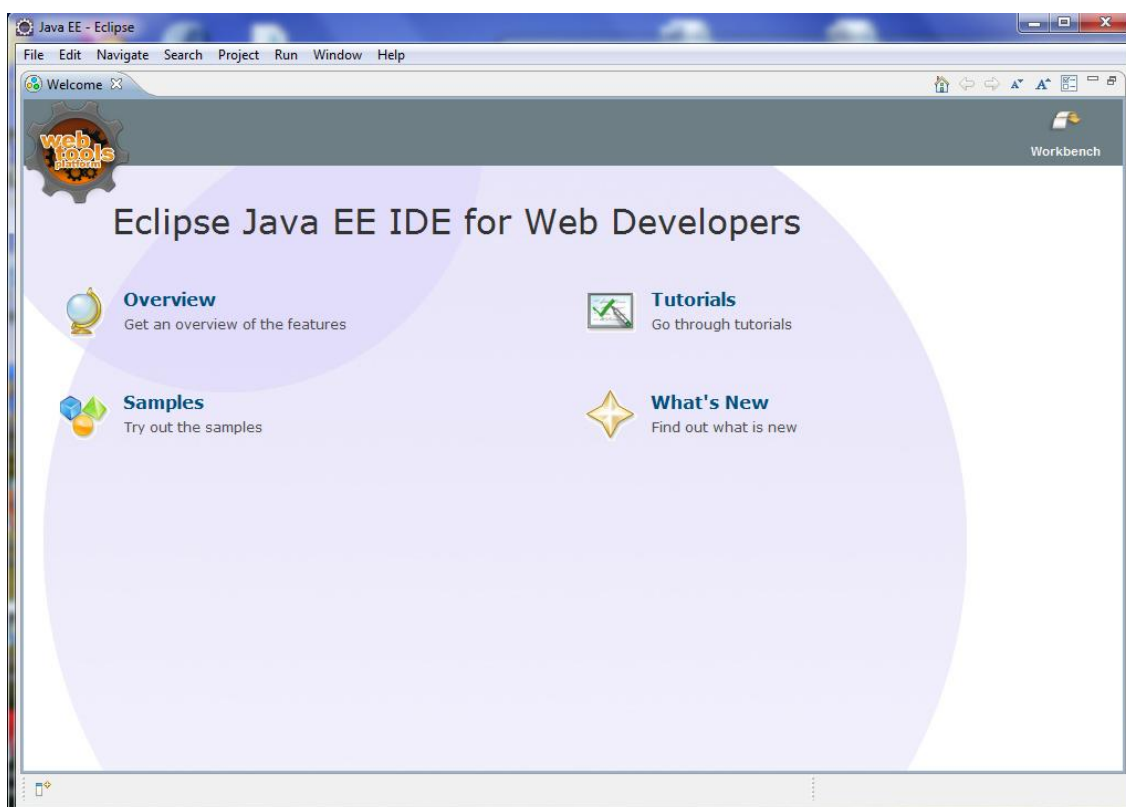 Java EE - Eclipse
File Edit Navigate Search Project Run Window Help
Welcome
web
tools
platform
Workbench
Eclipse Java EE IDE for Web Developers
Overview
Get an overview of the features
Tutorials
Go through tutorials
Samples
Try out the samples
What's New
Find out what is new